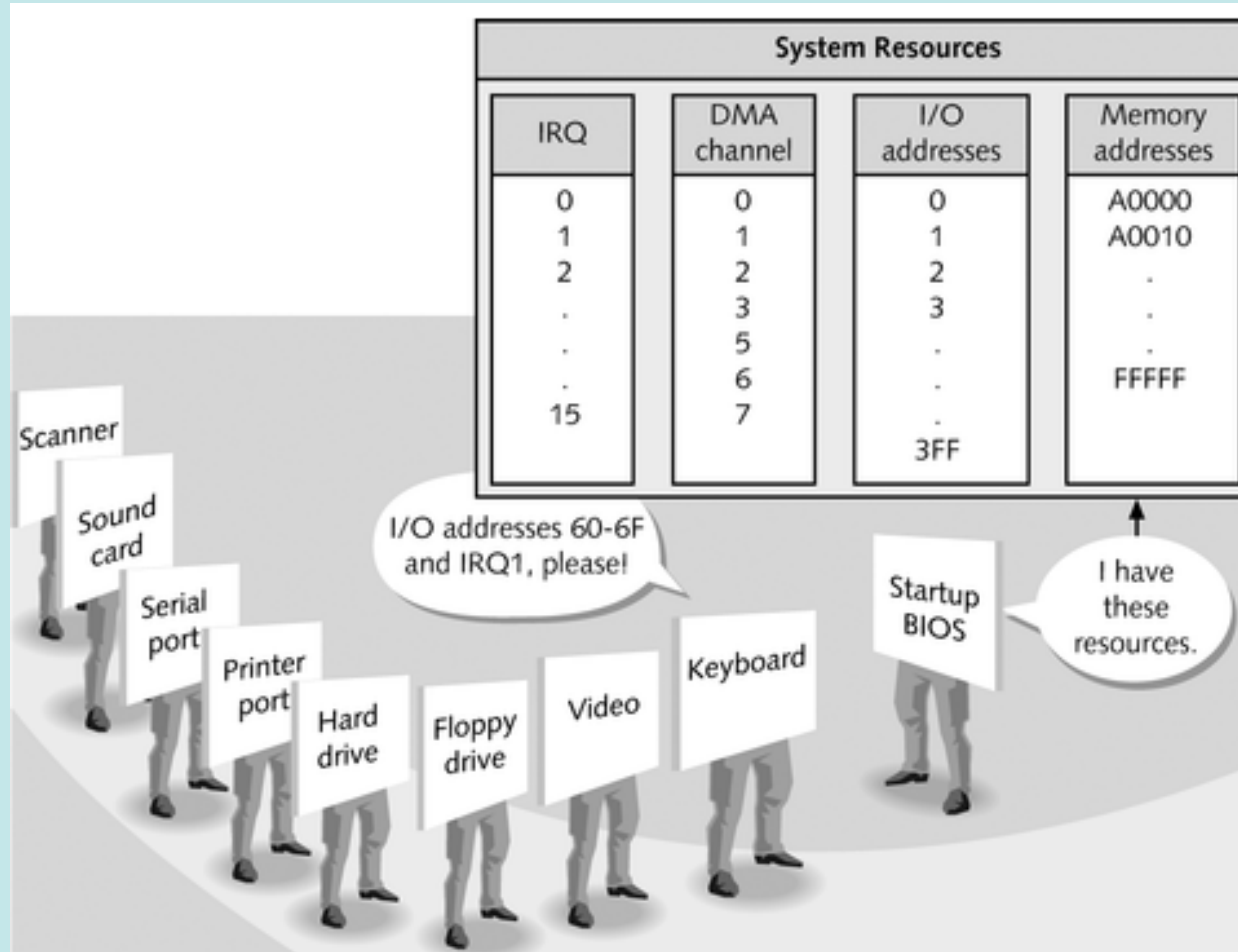 System Resources
IRQ
0
1
2
.
.
.
15
DMA
channel
0
1
2
3
5
6
7
I/O
addresses
0
1
2
3
.
.
.
3FF
Memory
addresses
A0000
A0010
.
.
.
FFFFF
Scanner
Sound
card
Serial
port
Printer
port
Hard
drive
Floppy
drive
Video
Keyboard
I/O addresses 60-6F
and IRQ1, please!
Startup
BIOS
I have
these
resources.